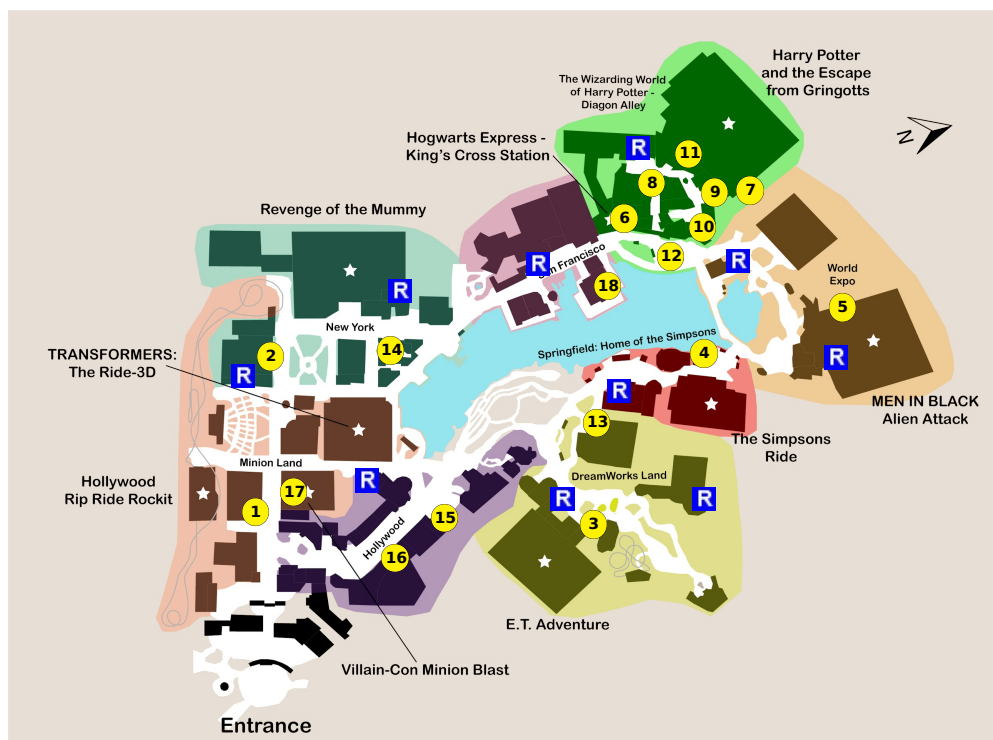 Harry Potter
and the Escape
from Gringotts
The Wizarding World
of Harry Potter -
Diagon Alley
Hogwarts Express -
King's Cross Station
N
R
11
8
9
7
6
10
12
Revenge of the Mummy
R
San Francisco
R
18
R
World
Expo
5
R
MEN IN BLACK
Alien Attack
R
New York
14
2
R
TRANSFORMERS:
The Ride-3D
Springfield: Home of the Simpsons
4
R
The Simpsons
Ride
13
Minion Land
Hollywood
Rip Ride Rockit
1
17
R
Hollywood
15
16
DreamWorks Land
R
R
3
E.T. Adventure
Villain-Con Minion Blast
Entrance